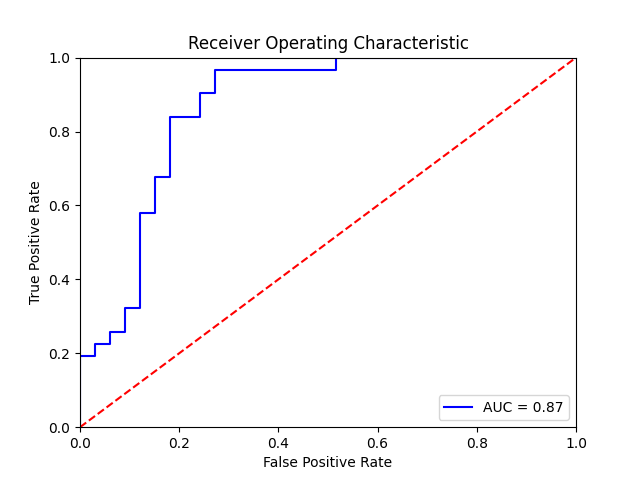 Receiver Operating Characteristic
1.0
0.8
0.6
0.4
0.2
0.0
True Positive Rate
AUC = 0.87
0.0 0.2 0.4 0.6 0.8 1.0
False Positive Rate